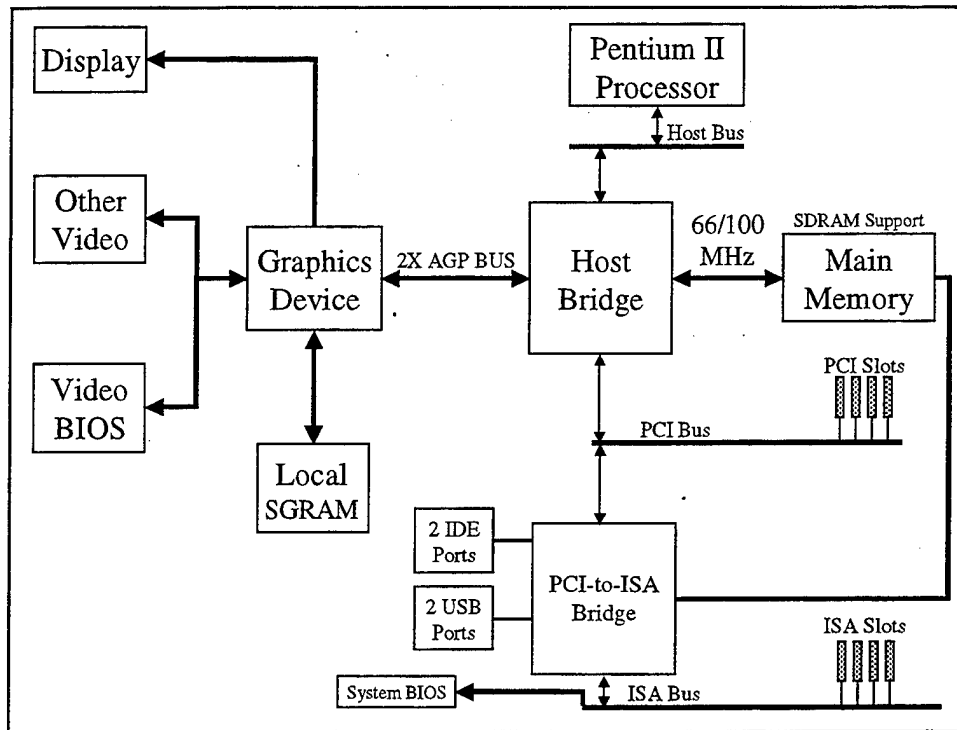 Display
Pentium II
Processor
Host Bus
Other
Video
Graphics
Device
2X AGP BUS
Host
Bridge
66/100
MHz
SDRAM Support
Main
Memory
Video
BIOS
PCI Slots
PCI Bus
Local
SGRAM
2 IDE
Ports
PCI-to-ISA
Bridge
2 USB
Ports
ISA Slots
System BIOS
ISA Bus